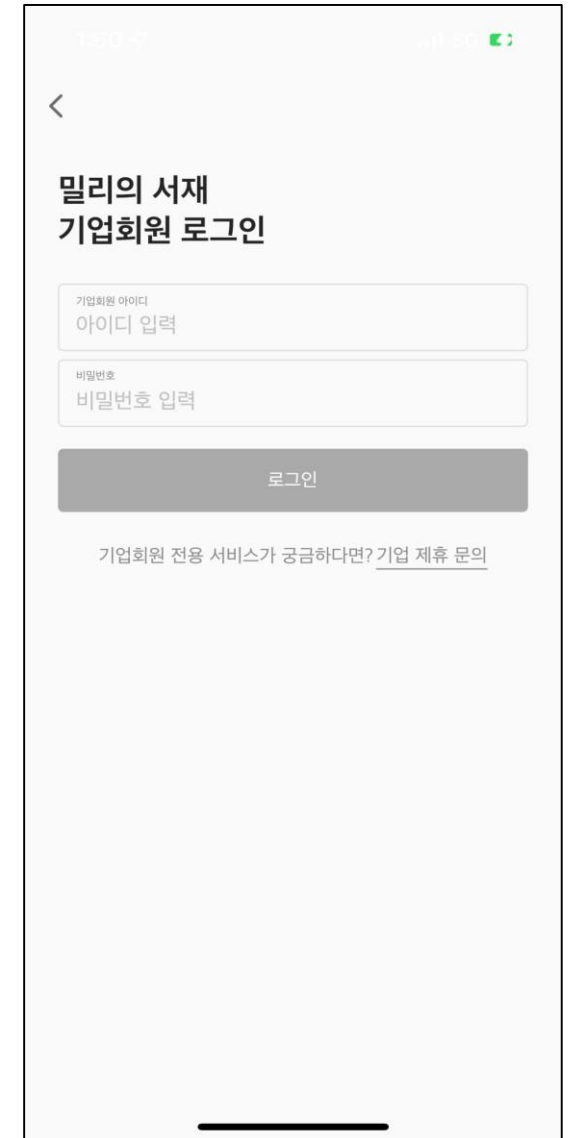 밀리의 서재
기업회원 로그인
기업회원 아이디
아이디 입력
비밀번호
비밀번호 입력
로그인
기업회원 전용 서비스가 궁금하다면? 기업 제휴 문의